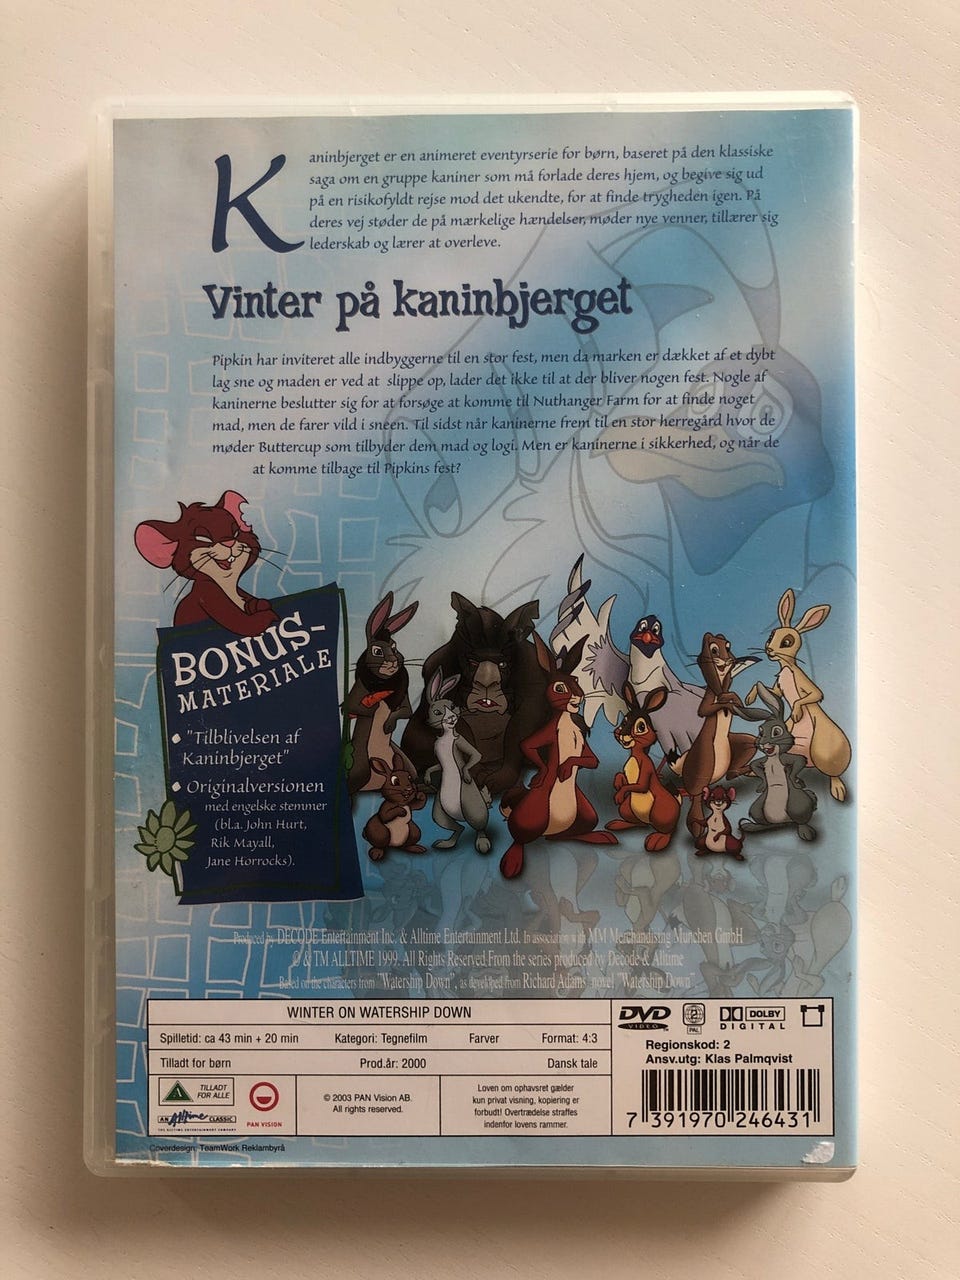 Kaninbjerget er en animeret eventyrserie for børn, baseret på den klassiske
saga om en gruppe kaniner som må forlade deres hjem, og begive sig ud
på en risikofyldt rejse mod det ukendte, for at finde trygheden igen. På
deres vej støder de på mærkelige hændelser, møder nye venner, tillærer sig
lederskab og lærer at overleve.
Vinter på kaninbjerget
Pipkin har inviteret alle indbyggerne til en stor fest, men da marken er dækket af et dybt
lag sne og maden er ved at slippe op, lader det ikke til at der bliver nogen fest. Nogle af
kaninerne beslutter sig for at forsøge at komme til Nuthanger Farm for at finde noget
mad, men de farer vild i sneen. Til sidst når kaninerne frem til en stor herregård hvor de
møder Buttercup som tilbyder dem mad og logi. Men er kaninerne i sikkerhed, og når de
at komme tilbage til Pipkins fest?
BONUS-
MATERIALE
• "Tilblivelsen af
Kaninbjerget"
• Originalversionen
med engelske stemmer
(bl.a. John Hurt,
Rik Mayall,
Jane Horrocks).
Produced by DECODE Entertainment Inc. & Alltime Entertainment Ltd. In association with MM Merchandising Munchen GmbH
© & TM ALLTIME 1999. All Rights Reserved. From the series produced by Decode & Alltime
Based on the characters from "Watership Down", as developed from Richard Adams' novel "Watership Down"
WINTER ON WATERSHIP DOWN
Spilletid: ca 43 min + 20 min Kategori: Tegnefilm Farver Format: 4:3
Tilladt for børn Prod.år: 2000 Dansk tale
A TILLADT
FOR ALLE
AN Alltime CLASSIC
PAN VISION
© 2003 PAN Vision AB.
All rights reserved.
Loven om ophavsret gælder
kun privat visning, kopiering er
forbudt! Overtrædelse straffes
indenfor lovens rammer.
DVD
VIDEO
2
PAL
DOLBY
DIGITAL
Regionskod: 2
Ansv.utg: Klas Palmqvist
7 391970 246431
Coverdesign: TeamWork Reklambyrå